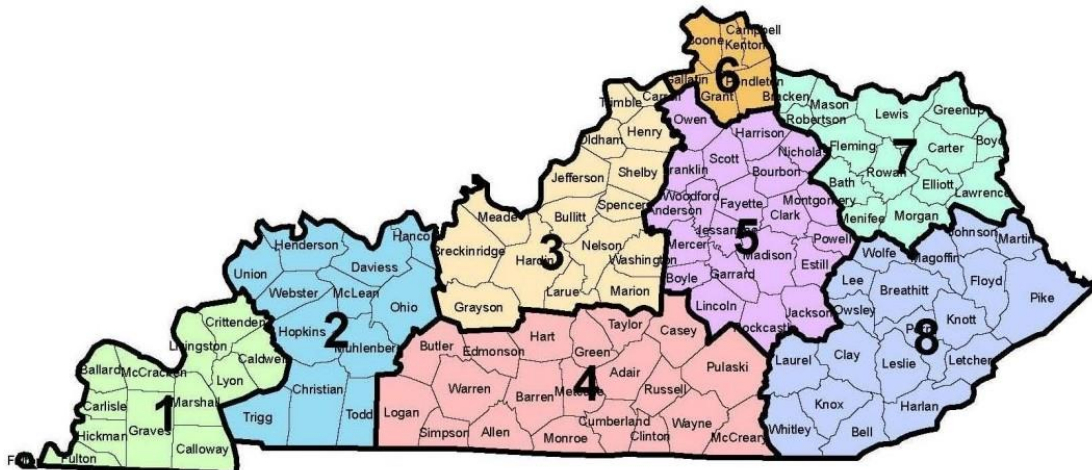 Campbell
Boone
Kenton
6
Gallatin
Pendleton
Grant
Carroll
Trimble
Bracken
Mason
Robertson
Lewis
Greenup
Boyd
Owen
Harrison
Henry
Oldham
Fleming
7
Carter
Nicholas
Scott
Franklin
Bourbon
Rowan
Shelby
Jefferson
Bath
Elliott
Lawrence
Woodford
Fayette
Montgomery
Spencer
Anderson
Clark
Menifee
Morgan
Meade
Bullitt
Jessamine
5
Powell
Johnson
Martin
Hancock
Henderson
Breckinridge
3
Nelson
Mercer
Madison
Wolfe
Magoffin
Hardin
Washington
Estill
Union
Daviess
Boyle
Garrard
Lee
Floyd
Webster
McLean
Larue
Marion
Breathitt
Pike
Ohio
Grayson
Lincoln
Jackson
Owsley
Knott
Crittenden
Hopkins
2
Muhlenberg
Taylor
Casey
Rockcastle
Perry
8
Livingston
Caldwell
Butler
Edmonson
Hart
Green
Pulaski
Laurel
Clay
Leslie
Letcher
Ballard
McCracken
Lyon
Christian
Warren
Barren
Metcalfe
4
Adair
Russell
Carlisle
1
Marshall
Trigg
Todd
Logan
Knox
Harlan
Hickman
Graves
Calloway
Simpson
Allen
Monroe
Cumberland
Clinton
Wayne
McCreary
Whitley
Bell
Fulton
Fulton